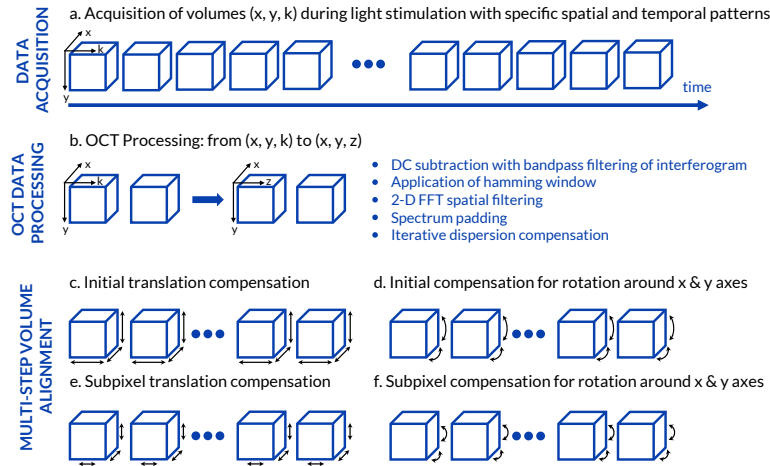 DATA
ACQUISITION
a. Acquisition of volumes (x, y, k) during light stimulation with specific spatial and temporal patterns
x
k
y
time
OCT DATA
PROCESSING
b. OCT Processing: from (x, y, k) to (x, y, z)
x
k
y
x
z
y
• DC subtraction with bandpass filtering of interferogram
• Application of hamming window
• 2-D FFT spatial filtering
• Spectrum padding
• Iterative dispersion compensation
MULTI-STEP VOLUME
ALIGNMENT
c. Initial translation compensation
d. Initial compensation for rotation around x & y axes
e. Subpixel translation compensation
f. Subpixel compensation for rotation around x & y axes